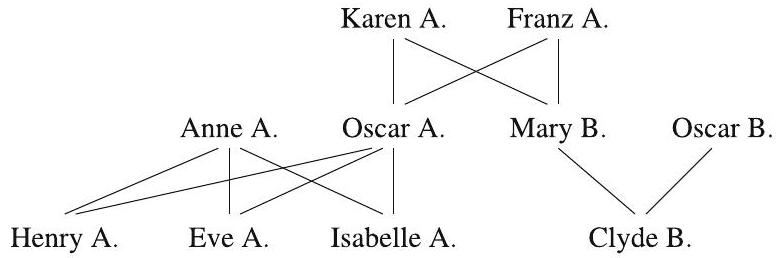 Karen A. Franz A.
Anne A. Oscar A. Mary B. Oscar B.
Henry A. Eve A. Isabelle A. Clyde B.